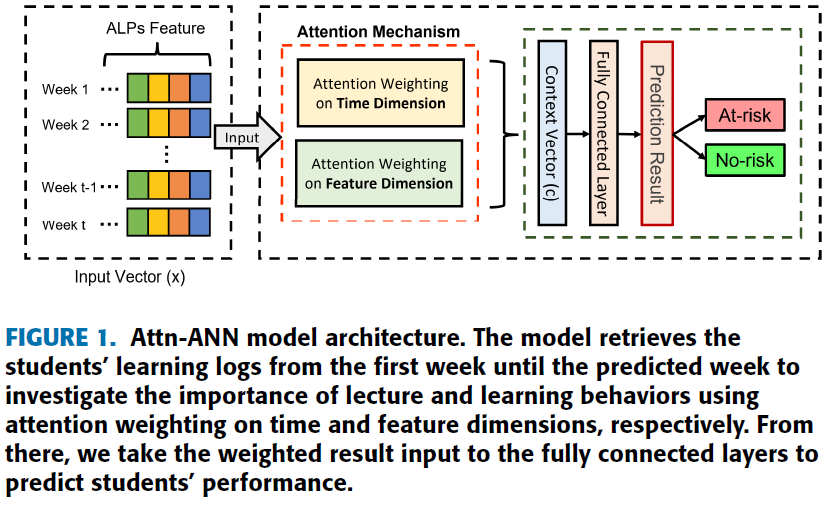 ALPs Feature
Week 1 ...
Week 2 ...
Week t-1 ...
Week t ...
Input Vector (x)
Input
Attention Mechanism
Attention Weighting
on Time Dimension
Attention Weighting
on Feature Dimension
Context Vector (c)
Fully Connected Layer
Prediction Result
At-risk
No-risk
FIGURE 1. Attn-ANN model architecture. The model retrieves the
students’ learning logs from the first week until the predicted week to
investigate the importance of lecture and learning behaviors using
attention weighting on time and feature dimensions, respectively. From
there, we take the weighted result input to the fully connected layers to
predict students’ performance.